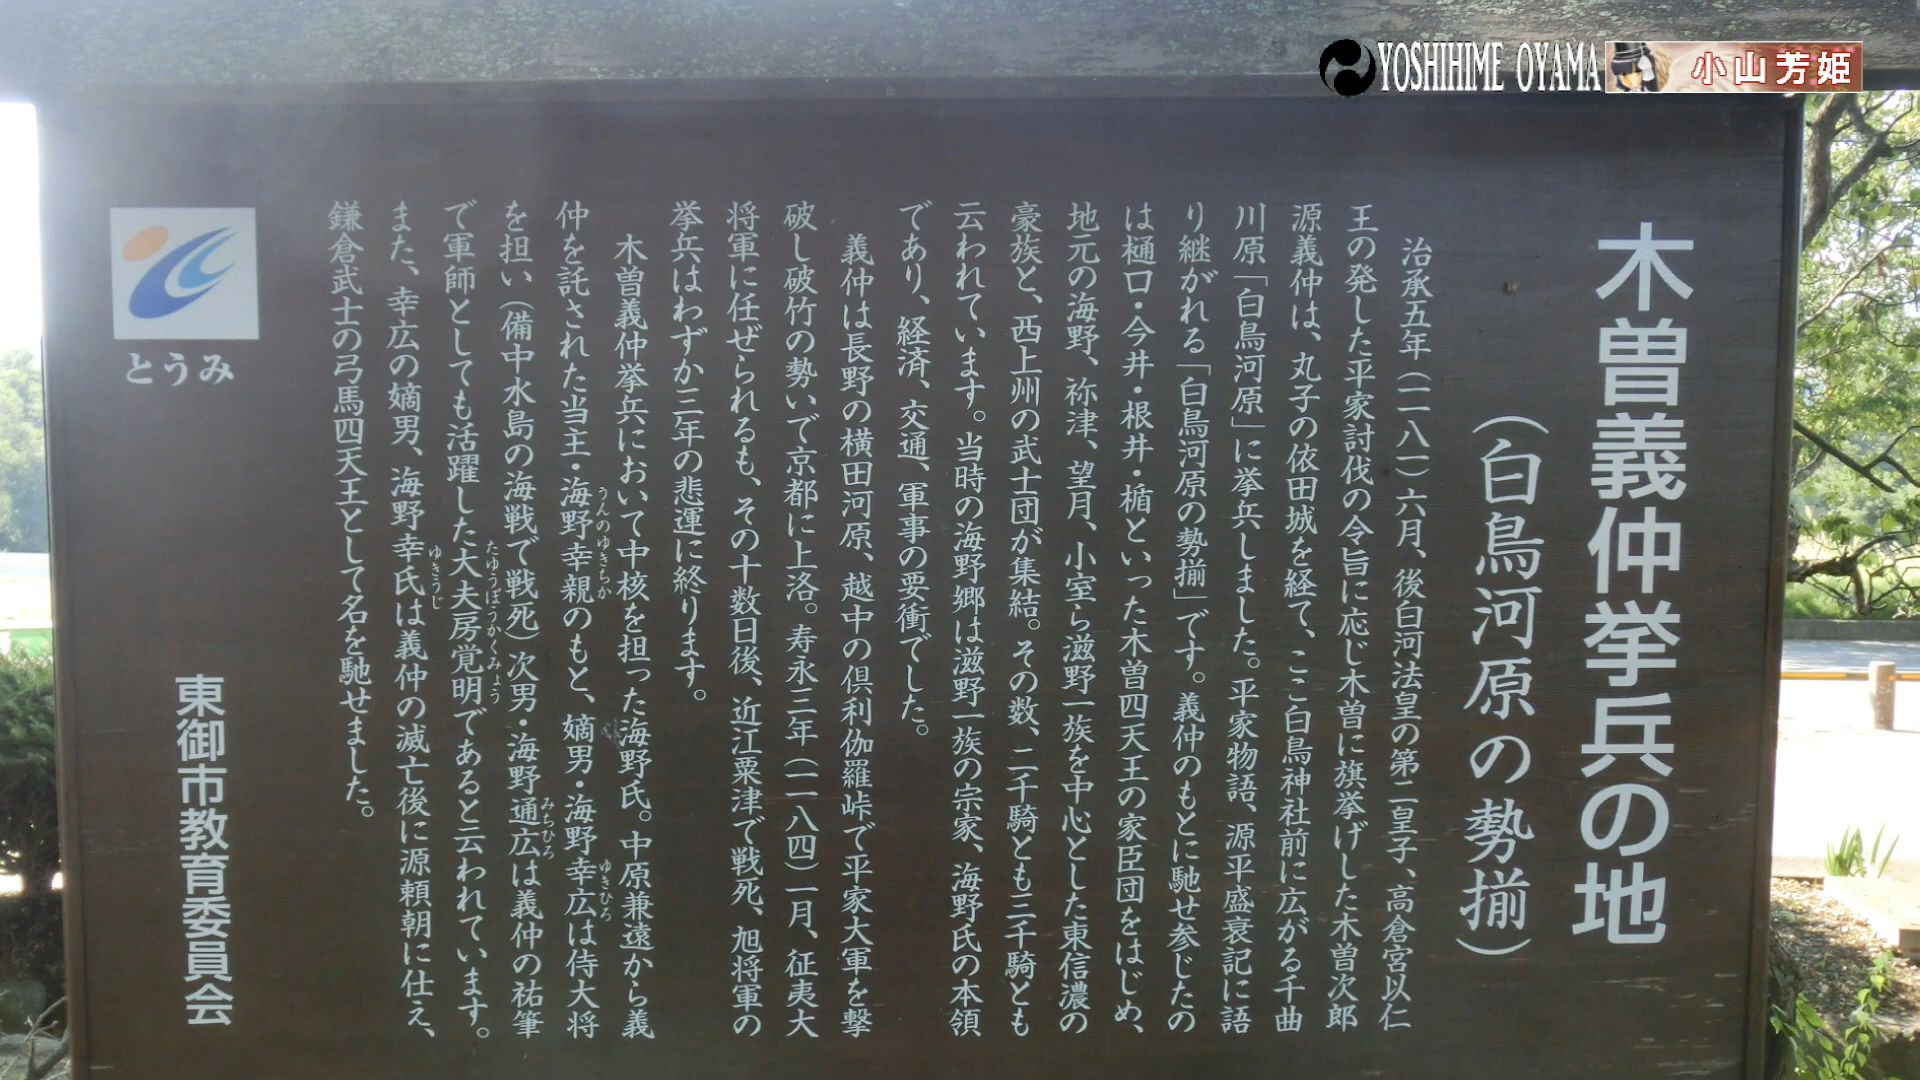 YOSHIHIME OYAMA 小山芳姫
木曽義仲挙兵の地
（白鳥河原の勢揃）
治承五年（一一八一）六月、後白河法皇の第二皇子、高倉宮以仁
王の発した平家討伐の令旨に応じ木曽に旗挙げした木曽次郎
源義仲は、丸子の依田城を経て、ここ白鳥神社前に広がる千曲
川原「白鳥河原」に挙兵しました。平家物語、源平盛衰記に語
り継がれる「白鳥河原の勢揃」です。義仲のもとに馳せ参じたの
は樋口・今井・根井・楯といった木曽四天王の家臣団をはじめ、
地元の海野、祢津、望月、小室ら滋野一族を中心とした東信濃の
豪族と、西上州の武士団が集結。その数、二千騎とも三千騎とも
云われています。当時の海野郷は滋野一族の宗家、海野氏の本領
であり、経済、交通、軍事の要衝でした。
義仲は長野の横田河原、越中の倶利伽羅峠で平家大軍を撃
破し破竹の勢いで京都に上洛。寿永三年（一一八四）一月、征夷大
将軍に任ぜられるも、その十数日後、近江粟津で戦死、旭将軍の
挙兵はわずか三年の悲運に終ります。
木曽義仲挙兵において中核を担った海野氏。中原兼遠から義
仲を託された当主・海野幸親のもと、嫡男・海野幸広は侍大将
うんのゆきちか
ゆきひろ
を担い（備中水島の海戦で戦死）次男・海野通広は義仲の祐筆
みちひろ
で軍師としても活躍した大夫房覚明であると云われています。
たゆうぼうかくみょう
また、幸広の嫡男、海野幸氏は義仲の滅亡後に源頼朝に仕え、
ゆきうじ
鎌倉武士の弓馬四天王として名を馳せました。
とうみ
東御市教育委員会